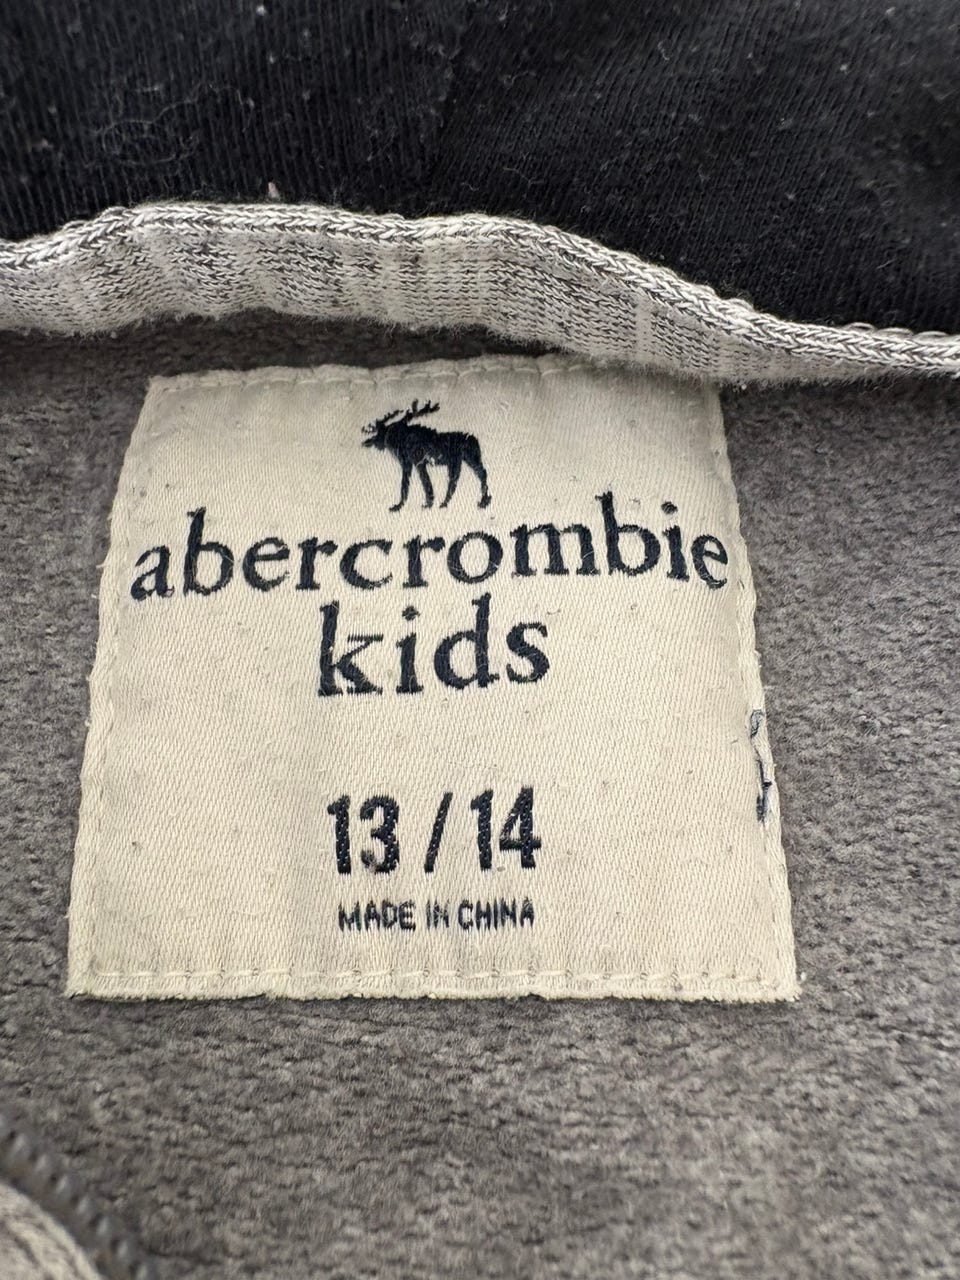 abercrombie
kids
13/14
MADE IN CHINA